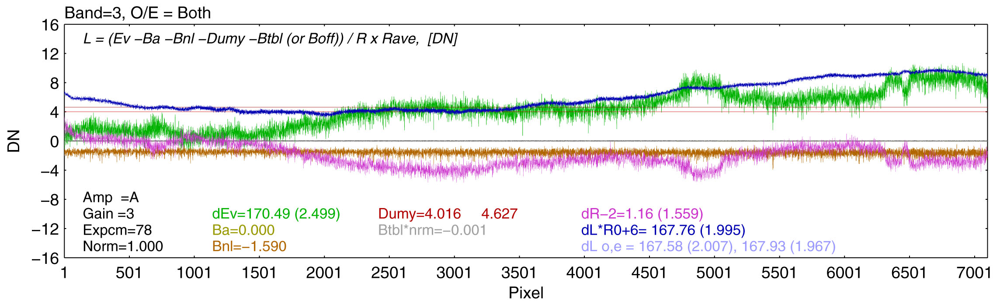 Band=3, O/E = Both
L = (Ev −Ba −Bnl −Dumy −Btbl (or Boff)) / R x Rave,  [DN]
16
12
8
4
0
−4
−8
−12
−16
DN
Amp =A
Gain =3 dEv=170.49 (2.499) Dumy=4.016 4.627 dR−2=1.16 (1.559)
Expcm=78 Ba=0.000 Btbl*nrm=−0.001 dL*R0+6= 167.76 (1.995)
Norm=1.000 Bnl=−1.590 dL o,e = 167.58 (2.007), 167.93 (1.967)
1 501 1001 1501 2001 2501 3001 3501 4001 4501 5001 5501 6001 6501 7001
Pixel